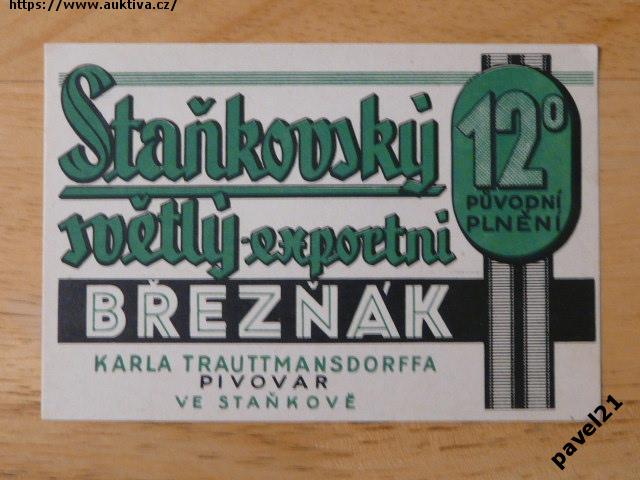 https://www.auktiva.cz/
Staňkovský
12°
PŮVODNÍ
PLNĚNÍ
světlý-exportní
BŘEZŇÁK
KARLA TRAUTTMANSDORFFA
PIVOVAR
VE STAŇKOVĚ
pavel21